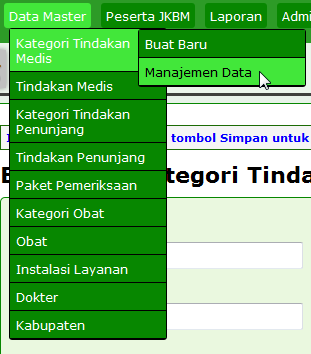 Data Master Peserta JKBM Laporan Admi
Kategori Tindakan
Medis
Buat Baru
Manajemen Data
Tindakan Medis
Kategori Tindakan
Penunjang
tombol Simpan untuk
Tindakan Penunjang
tegori Tinda
Paket Pemeriksaan
Kategori Obat
Obat
Instalasi Layanan
Dokter
Kabupaten